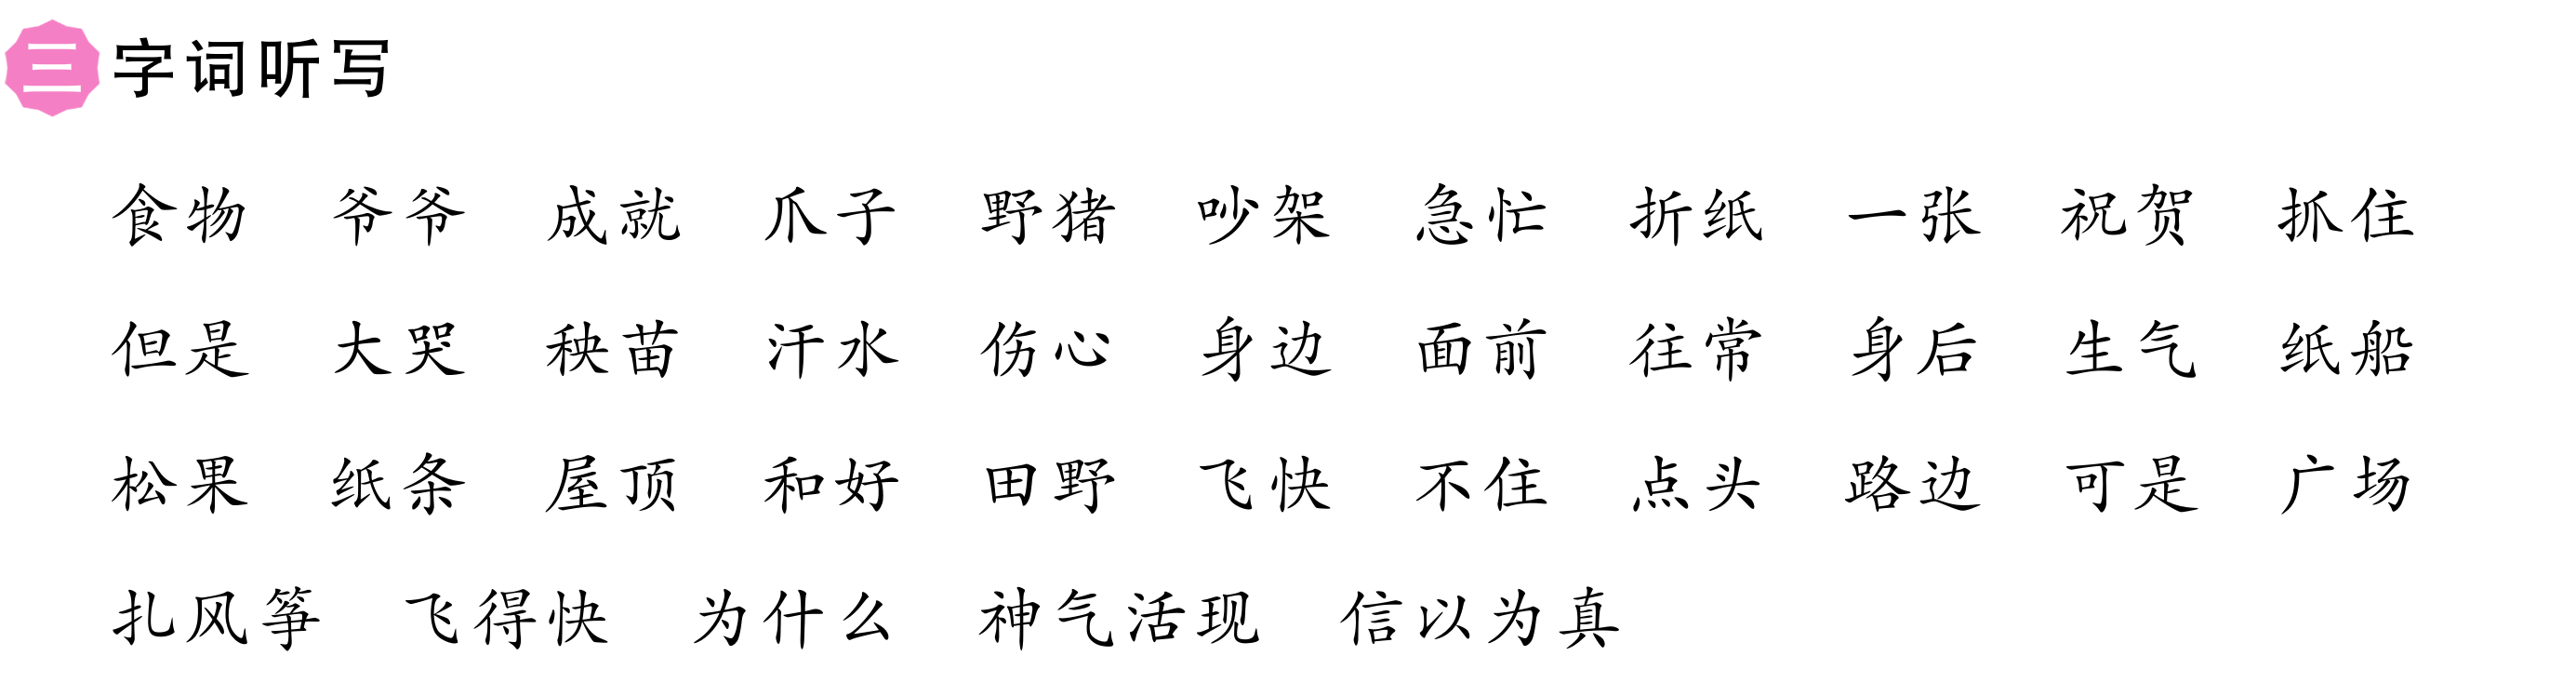 三 字词听写
食物 爷爷 成就 爪子 野猪 吵架 急忙 折纸 一张 祝贺 抓住
但是 大哭 秧苗 汗水 伤心 身边 面前 往常 身后 生气 纸船
松果 纸条 屋顶 和好 田野 飞快 不住 点头 路边 可是 广场
扎风筝 飞得快 为什么 神气活现 信以为真